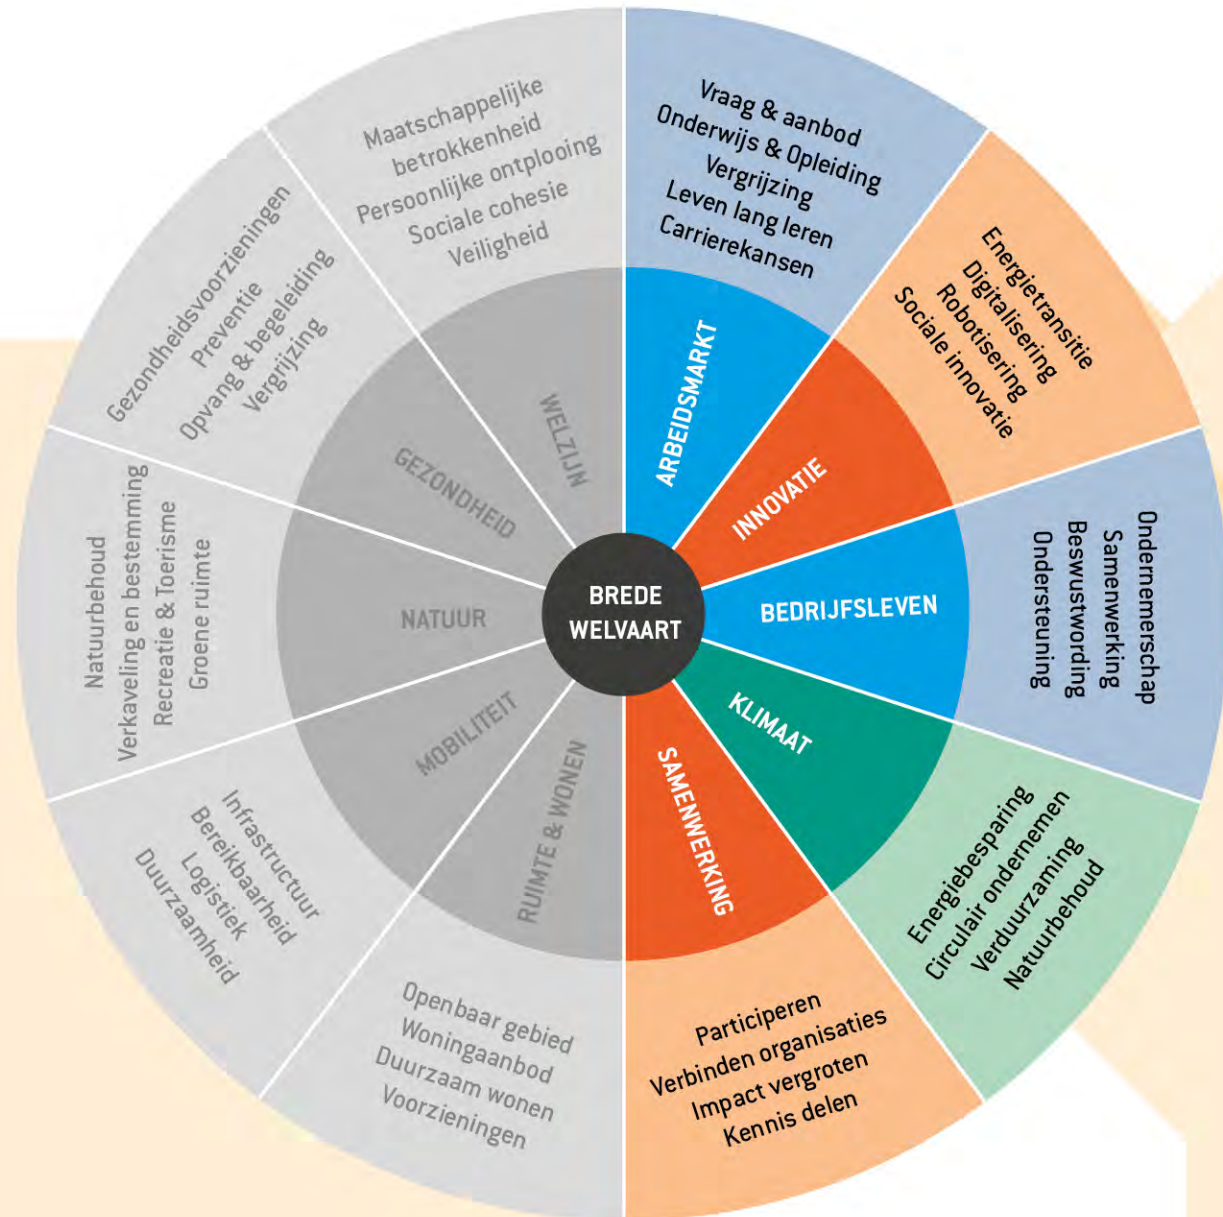 BREDE
WELVAART
ARBEIDSMARKT
Vraag & aanbod
Onderwijs & Opleiding
Vergrijzing
Leven lang leren
Carrierekansen
INNOVATIE
Energietransitie
Digitalisering
Robotisering
Sociale innovatie
BEDRIJFSLEVEN
Ondernemerschap
Samenwerking
Beswustwording
Ondersteuning
KLIMAAT
Energiebesparing
Circulair ondernemen
Verduurzaming
Natuurbehoud
SAMENWERKING
Participeren
Verbinden organisaties
Impact vergroten
Kennis delen
RUIMTE & WONEN
Openbaar gebied
Woningaanbod
Duurzaam wonen
Voorzieningen
MOBILITEIT
Infrastructuur
Bereikbaarheid
Logistiek
Duurzaamheid
NATUUR
Natuurbehoud
Verkaveling en bestemming
Recreatie & Toerisme
Groene ruimte
GEZONDHEID
Gezondheidsvoorzieningen
Preventie
Opvang & begeleiding
Vergrijzing
WELZIJN
Maatschappelijke
betrokkenheid
Persoonlijke ontplooing
Sociale cohesie
Veiligheid